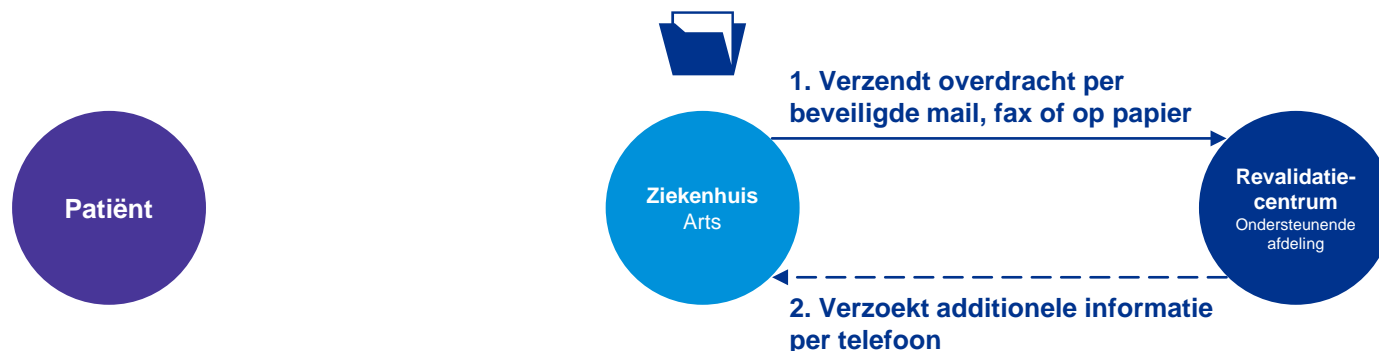 1. Verzendt overdracht per
beveiligde mail, fax of op papier
Patiënt
Ziekenhuis
Arts
Revalidatie-
centrum
Ondersteunende
afdeling
2. Verzoekt additionele informatie
per telefoon